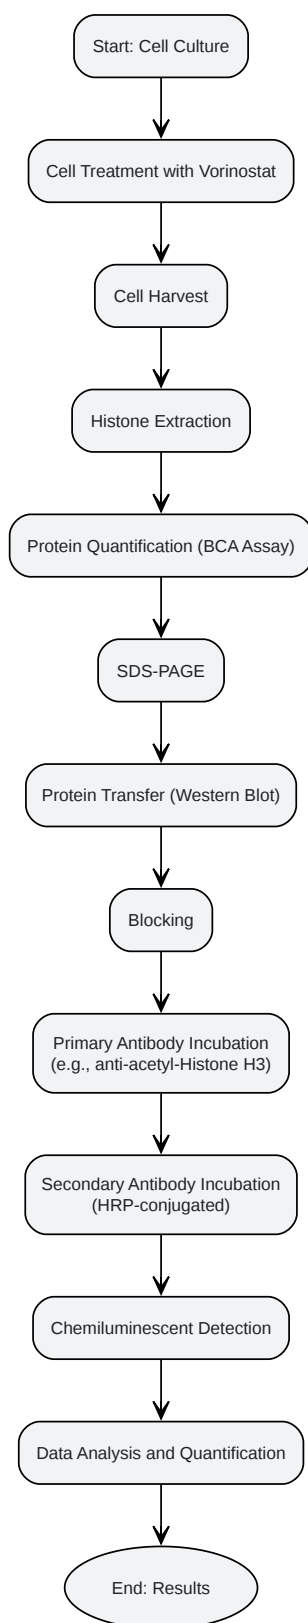 Start: Cell Culture
Cell Treatment with Vorinostat
Cell Harvest
Histone Extraction
Protein Quantification (BCA Assay)
SDS-PAGE
Protein Transfer (Western Blot)
Blocking
Primary Antibody Incubation
(e.g., anti-acetyl-Histone H3)
Secondary Antibody Incubation
(HRP-conjugated)
Chemiluminescent Detection
Data Analysis and Quantification
End: Results